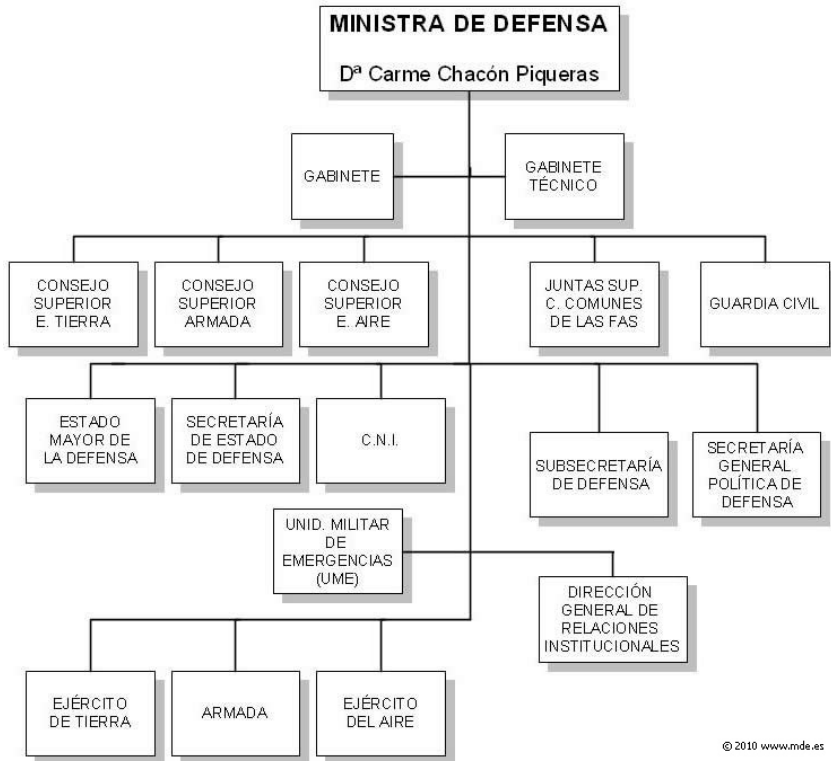 MINISTRA DE DEFENSA
Dª Carme Chacón Piqueras
GABINETE
GABINETE
TÉCNICO
CONSEJO
SUPERIOR
E. TIERRA
CONSEJO
SUPERIOR
ARMADA
CONSEJO
SUPERIOR
E. AIRE
JUNTAS SUP.
C. COMUNES
DE LAS FAS
GUARDIA CIVIL
ESTADO
MAYOR DE
LA DEFENSA
SECRETARÍA
DE ESTADO
DE DEFENSA
C.N.I.
SUBSECRETARÍA
DE DEFENSA
SECRETARÍA
GENERAL
POLÍTICA DE
DEFENSA
UNID. MILITAR
DE
EMERGENCIAS
(UME)
DIRECCIÓN
GENERAL DE
RELACIONES
INSTITUCIONALES
EJÉRCITO
DE TIERRA
ARMADA
EJÉRCITO
DEL AIRE
© 2010 www.mde.es